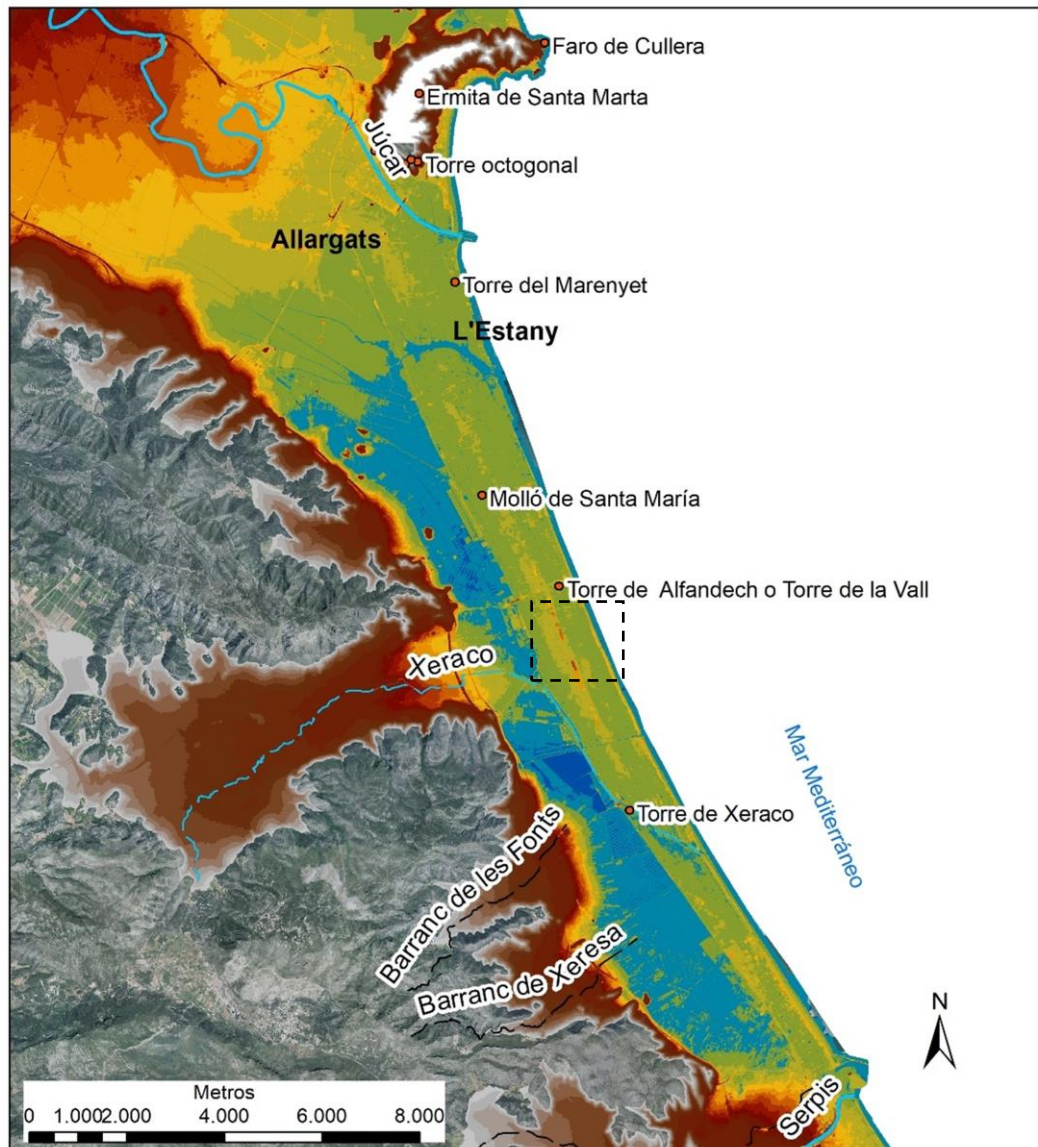 Faro de Cullera
Ermita de Santa Marta
Júcar
Torre octogonal
Allargats
Torre del Marenyet
L'Estany
Molló de Santa María
Torre de  Alfandech o Torre de la Vall
Xeraco
Mar Mediterráneo
Torre de Xeraco
Barranc de les Fonts
Barranc de Xeresa
N
Metros
0 1.000 2.000 4.000 6.000 8.000
Serpis